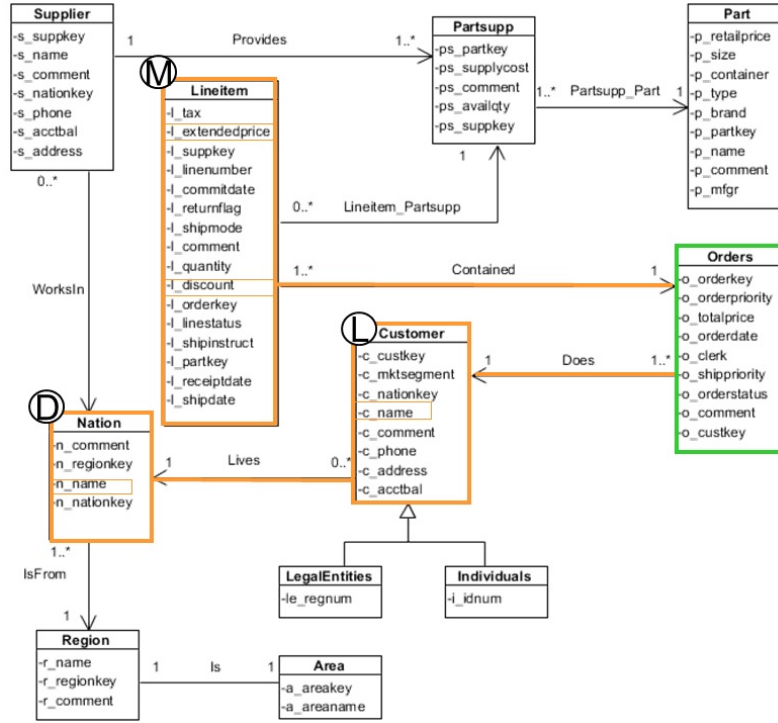 Supplier
-s_suppkey
-s_name
-s_comment
-s_nationkey
-s_phone
-s_acctbal
-s_address
1
Provides
1..*
Partsupp
-ps_partkey
-ps_supplycost
-ps_comment
-ps_availqty
-ps_suppkey
1..*
Partsupp_Part
1
Part
-p_retailprice
-p_size
-p_container
-p_type
-p_brand
-p_partkey
-p_name
-p_comment
-p_mfgr
M
Lineitem
-l_tax
-l_extendedprice
-l_suppkey
-l_linenumber
-l_commitdate
-l_returnflag
-l_shipmode
-l_comment
-l_quantity
-l_discount
-l_orderkey
-l_linestatus
-l_shipinstruct
-l_partkey
-l_receiptdate
-l_shipdate
0..*
Lineitem_Partsupp
1
1..*
Contained
1
Orders
-o_orderkey
-o_orderpriority
-o_totalprice
-o_orderdate
-o_clerk
-o_shippriority
-o_orderstatus
-o_comment
-o_custkey
0..*
WorksIn
L
Customer
-c_custkey
-c_mktsegment
-c_nationkey
-c_name
-c_comment
-c_phone
-c_address
-c_acctbal
1
Does
1..*
D
Nation
-n_comment
-n_regionkey
-n_name
-n_nationkey
1
Lives
0..*
1..*
IsFrom
1
LegalEntities
-le_regnum
Individuals
-i_idnum
Region
-r_name
-r_regionkey
-r_comment
1
Is
1
Area
-a_areakey
-a_areaname